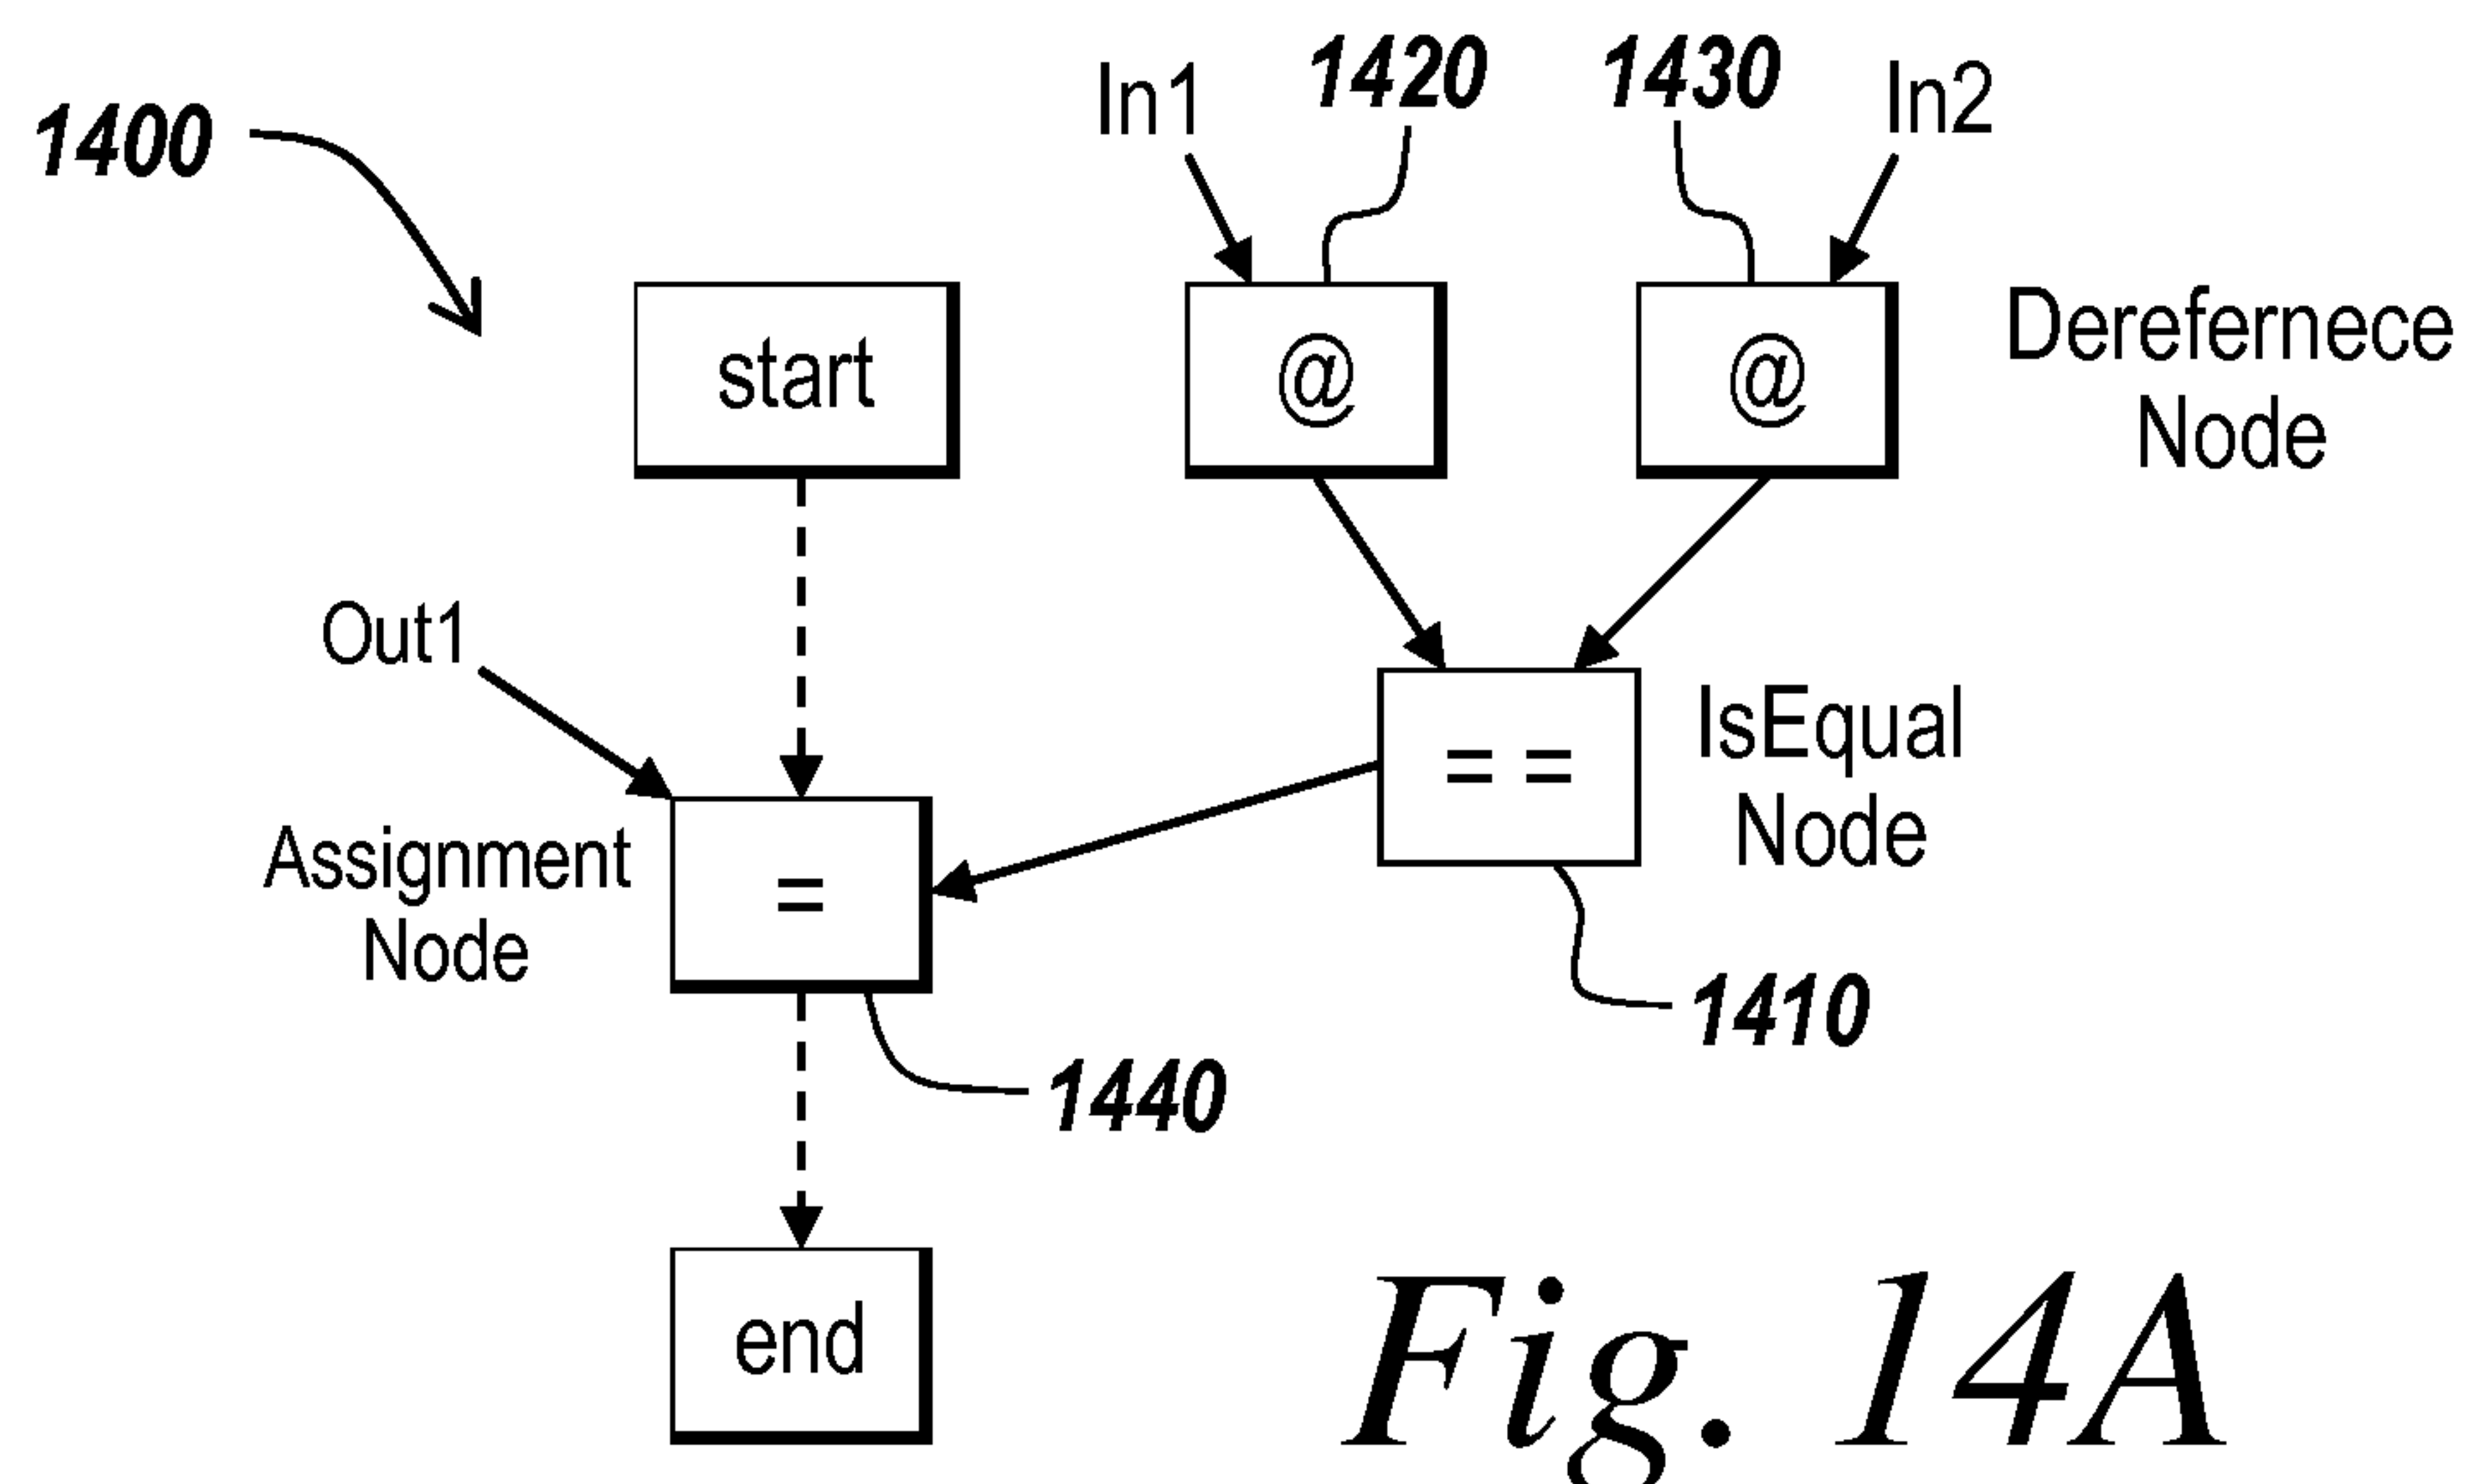 1400
In1
1420
1430
In2
start
@
@
Derefernece
Node
Out1
Assignment
Node
=
= =
IsEqual
Node
1410
1440
end
Fig. 14A